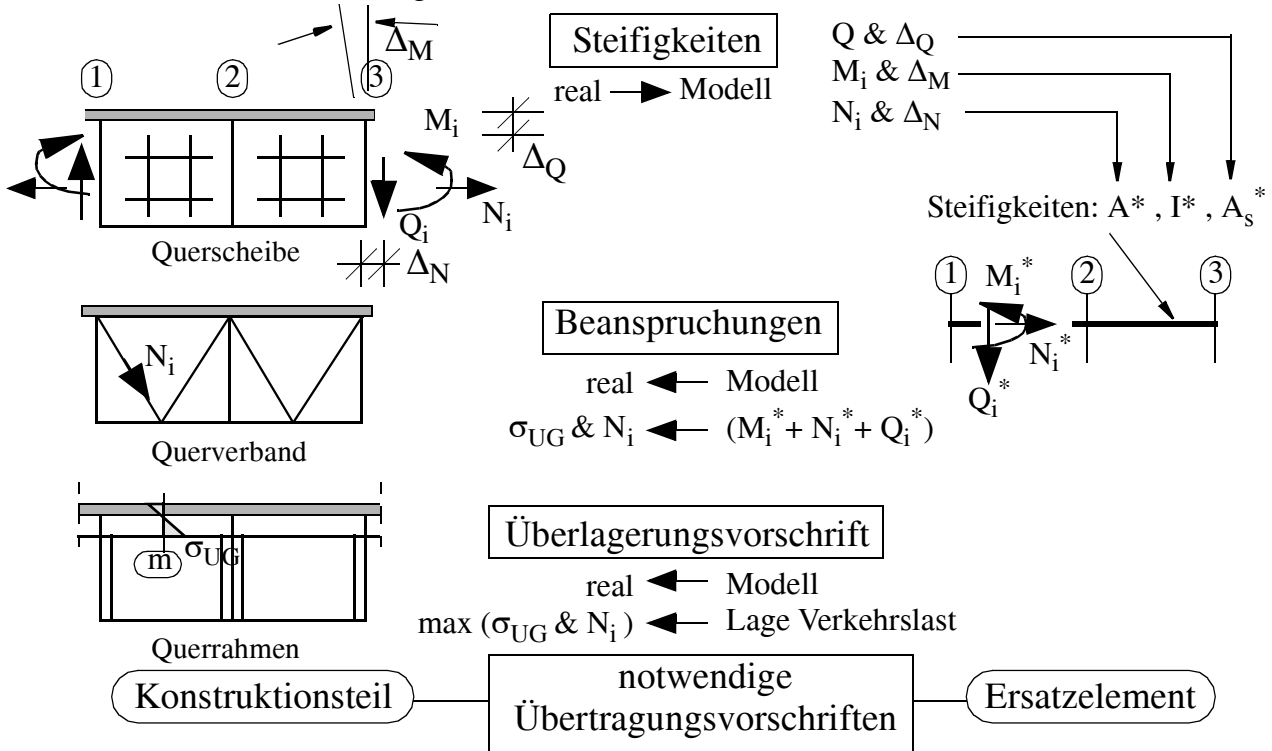 Δ_M
① ② ③
M_i
Δ_Q
Q_i
N_i
Δ_N
Querscheibe
N_i
Querverband
m
σ_UG
Querrahmen
Steifigkeiten
real → Modell
Beanspruchungen
real ← Modell
σ_UG & N_i ← (M_i^* + N_i^* + Q_i^*)
Überlagerungsvorschrift
real ← Modell
max (σ_UG & N_i) ← Lage Verkehrslast
Q & Δ_Q
M_i & Δ_M
N_i & Δ_N
Steifigkeiten: A* , I* , A_s^*
① ② ③
M_i^*
N_i^*
Q_i^*
Konstruktionsteil
notwendige
Übertragungsvorschriften
Ersatzelement